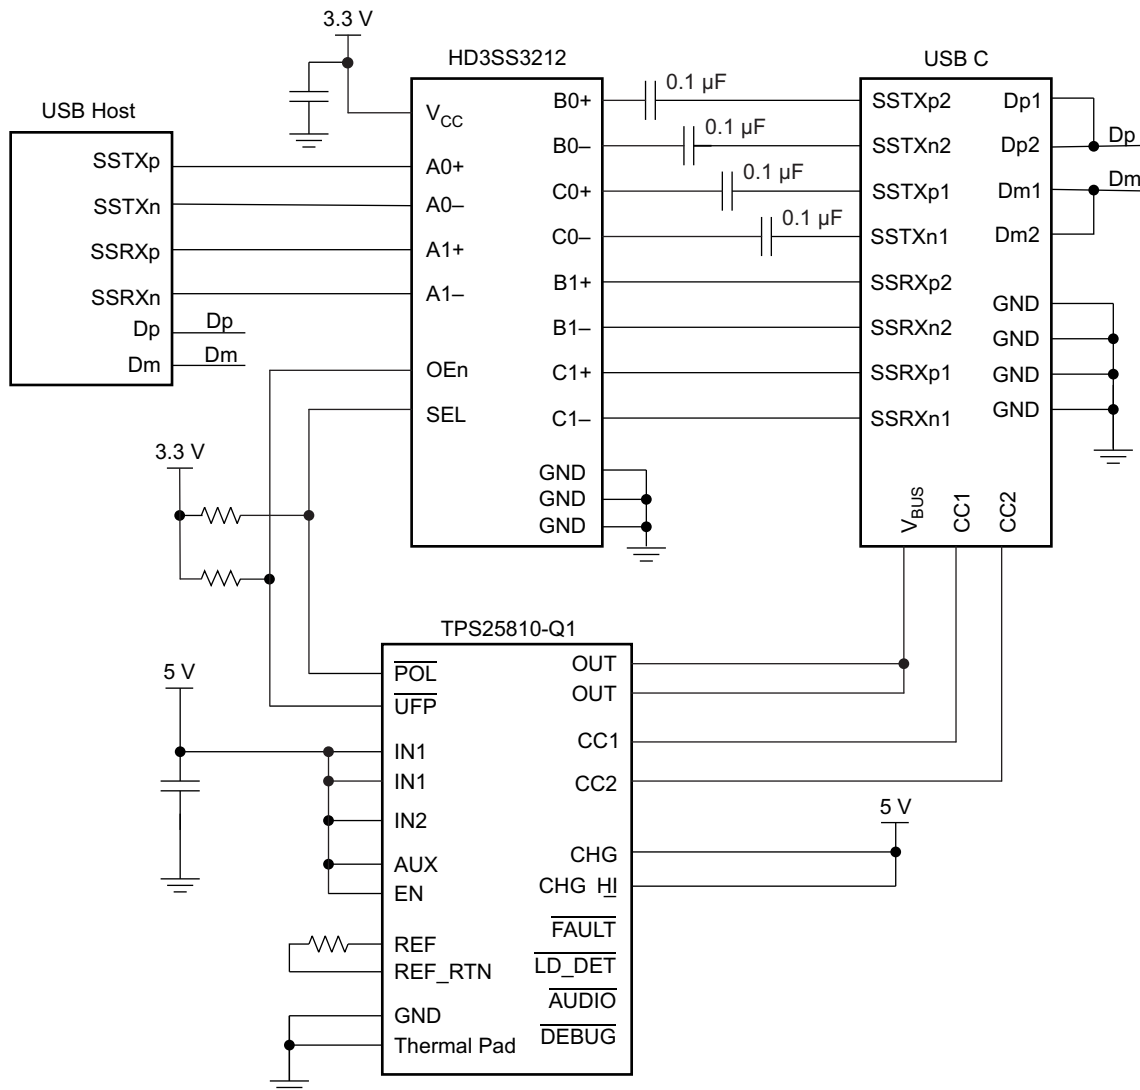 3.3 V
HD3SS3212
USB C
USB Host
VCC
A0+
A0–
A1+
A1–
OEn
SEL
B0+
B0–
C0+
C0–
B1+
B1–
C1+
C1–
GND
GND
GND
0.1 µF
0.1 µF
0.1 µF
0.1 µF
SSTXp
SSTXn
SSRXp
SSRXn
Dp
Dm
Dp
Dm
SSTXp2
SSTXn2
SSTXp1
SSTXn1
SSRXp2
SSRXn2
SSRXp1
SSRXn1
Dp1
Dp2
Dm1
Dm2
GND
GND
GND
GND
VBUS
CC1
CC2
Dp
Dm
3.3 V
TPS25810-Q1
5 V
POL
UFP
IN1
IN1
IN2
AUX
EN
REF
REF_RTN
GND
Thermal Pad
OUT
OUT
CC1
CC2
CHG
CHG_HI
FAULT
LD_DET
AUDIO
DEBUG
5 V